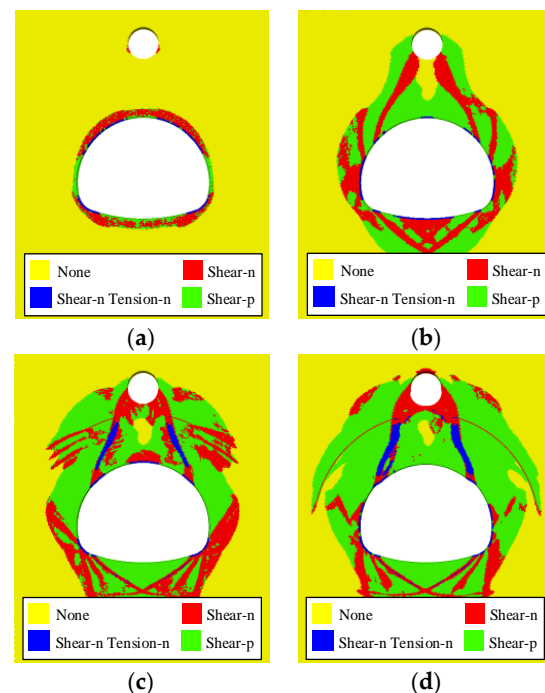 None
Shear-n
Shear-n Tension-n
Shear-p
(a)
None
Shear-n
Shear-n Tension-n
Shear-p
(b)
None
Shear-n
Shear-n Tension-n
Shear-p
(c)
None
Shear-n
Shear-n Tension-n
Shear-p
(d)